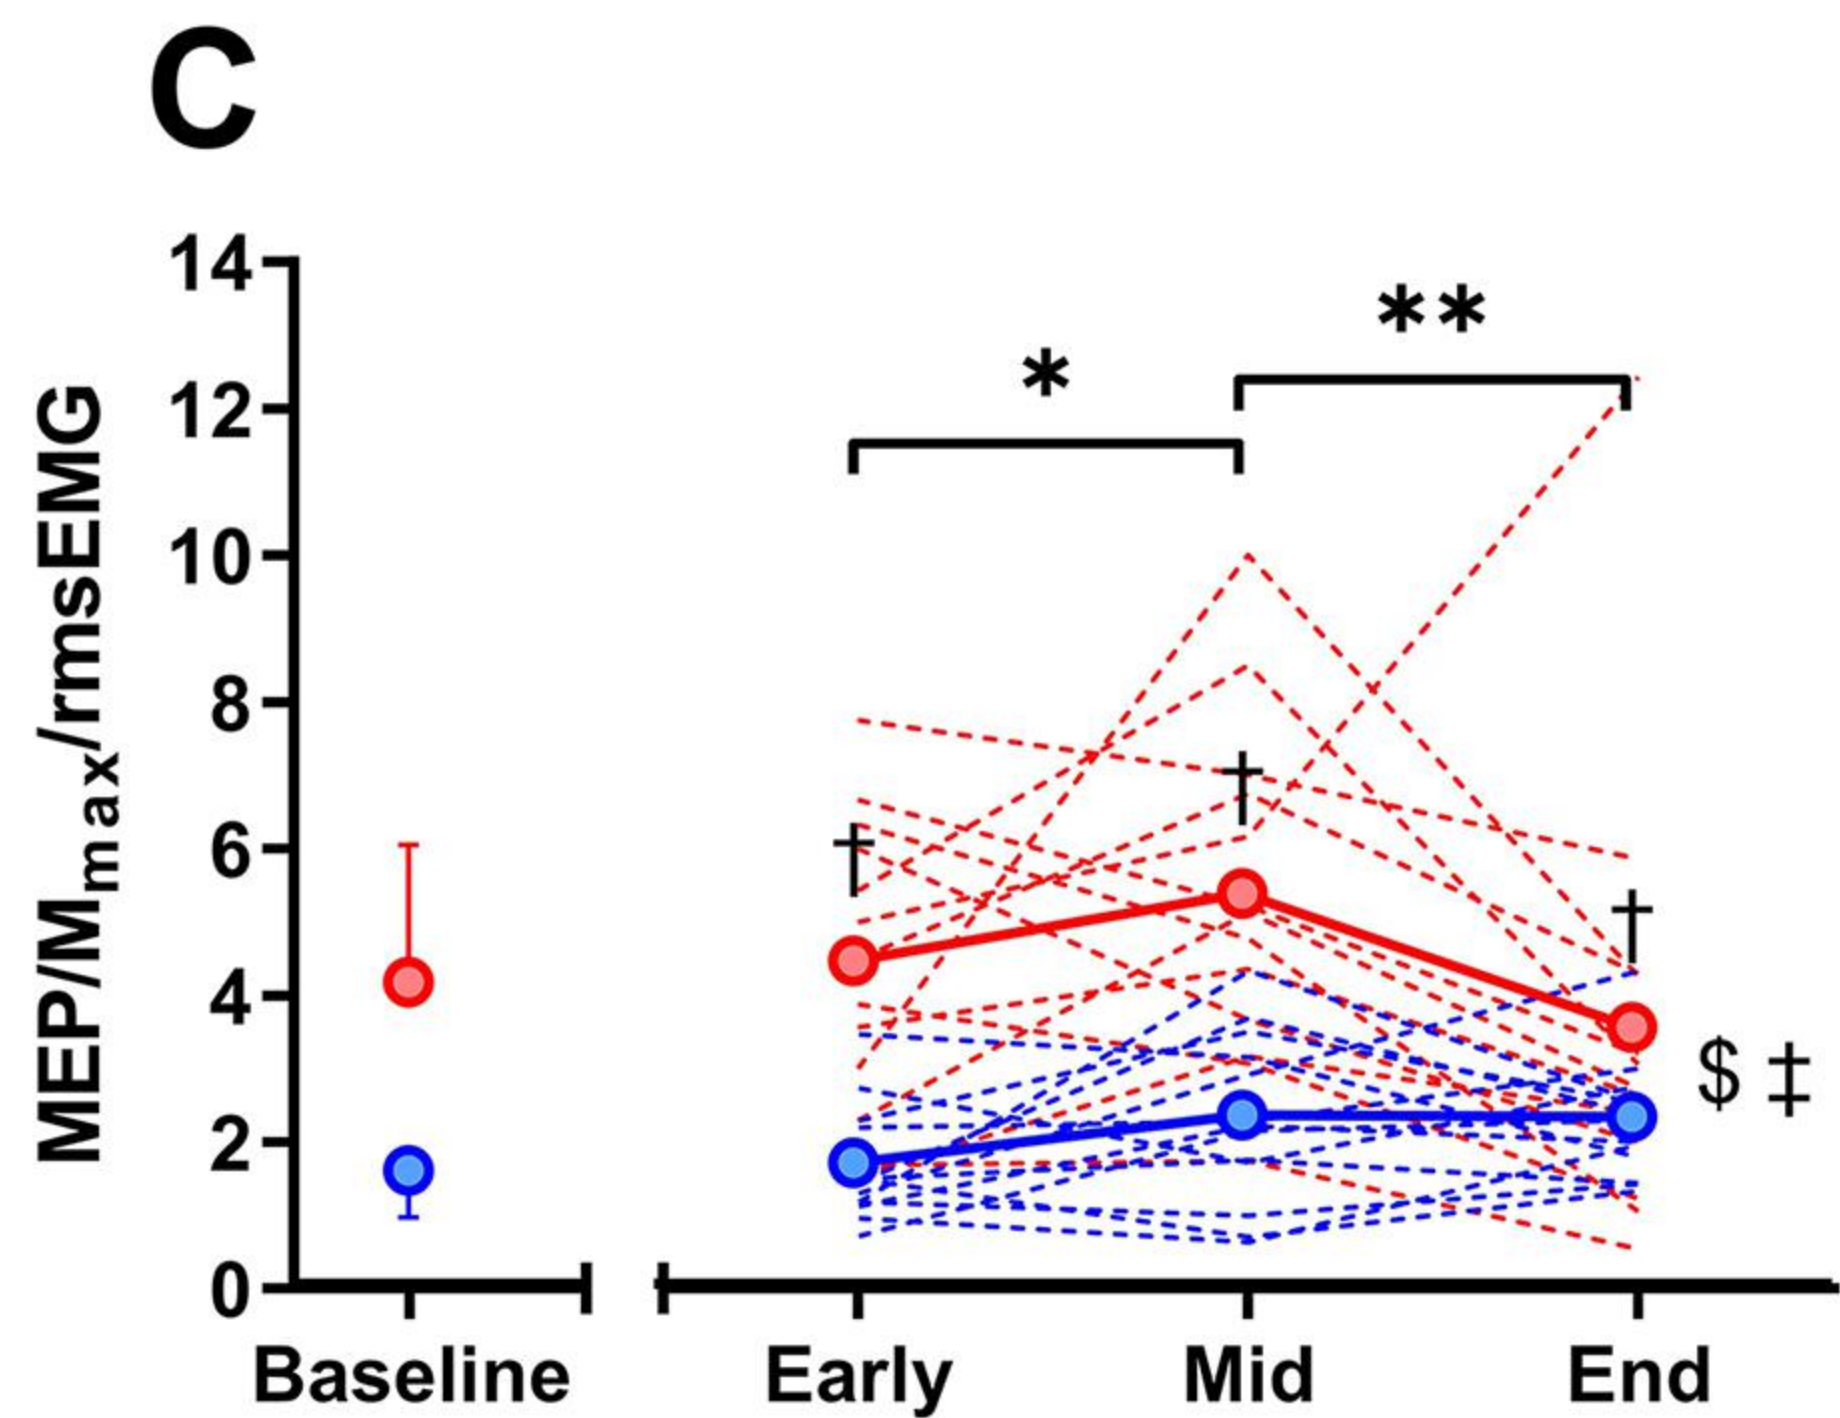 C
MEP/Mmax/rmsEMG
14
12
10
8
6
4
2
0
*
**
†
†
†
$ ‡
Baseline
Early
Mid
End